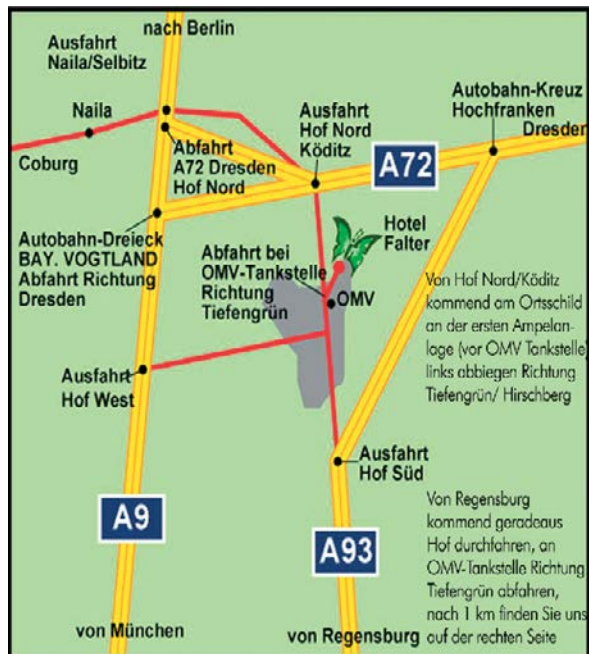 nach Berlin
Ausfahrt
Naila/Selbitz
Naila
Coburg
Abfahrt
A72 Dresden
Hof Nord
Ausfahrt
Hof Nord
Köditz
Autobahn-Kreuz
Hochfranken
Dresden
A72
Autobahn-Dreieck
BAY. VOGTLAND
Abfahrt Richtung
Dresden
Abfahrt bei
OMV-Tankstelle
Richtung
Tiefengrün
Hotel
Falter
OMV
Von Hof Nord/Köditz
kommend am Ortsschild
an der ersten Ampelan-
lage (vor OMV Tankstelle)
links abbiegen Richtung
Tiefengrün/ Hirschberg
Ausfahrt
Hof West
Ausfahrt
Hof Süd
A9
A93
Von Regensburg
kommend geradeaus
Hof durchfahren, an
OMV-Tankstelle Richtung
Tiefengrün abfahren,
nach 1 km finden Sie uns
auf der rechten Seite
von München
von Regensburg